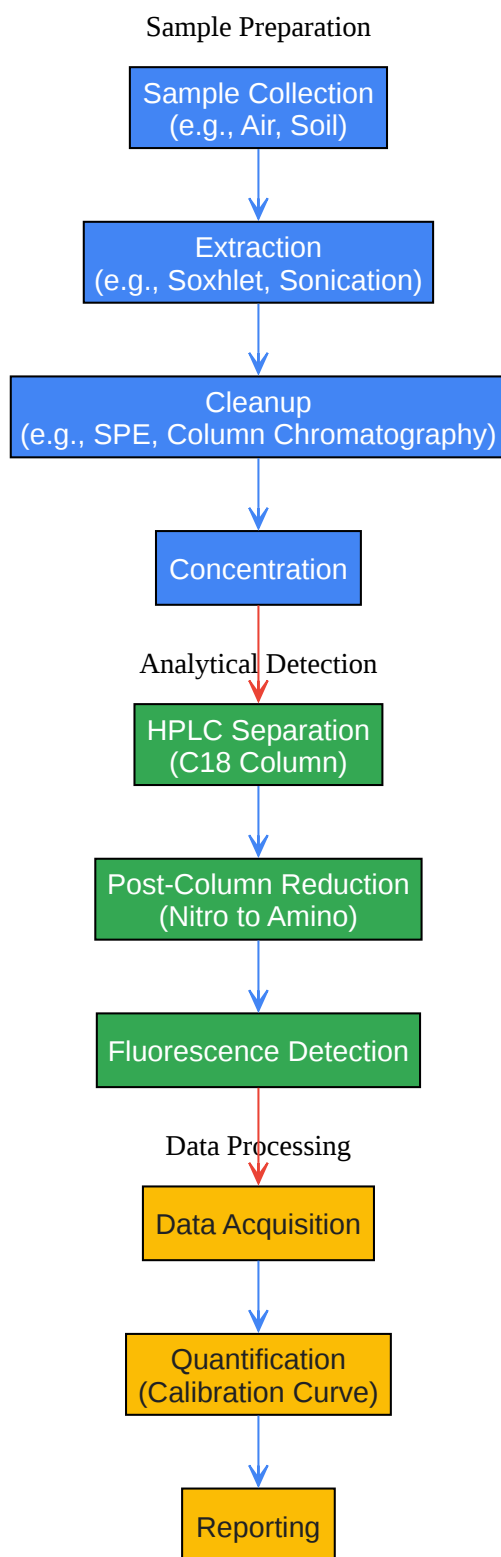 Sample Preparation
Sample Collection
(e.g., Air, Soil)
Extraction
(e.g., Soxhlet, Sonication)
Cleanup
(e.g., SPE, Column Chromatography)
Concentration
Analytical Detection
HPLC Separation
(C18 Column)
Post-Column Reduction
(Nitro to Amino)
Fluorescence Detection
Data Processing
Data Acquisition
Quantification
(Calibration Curve)
Reporting